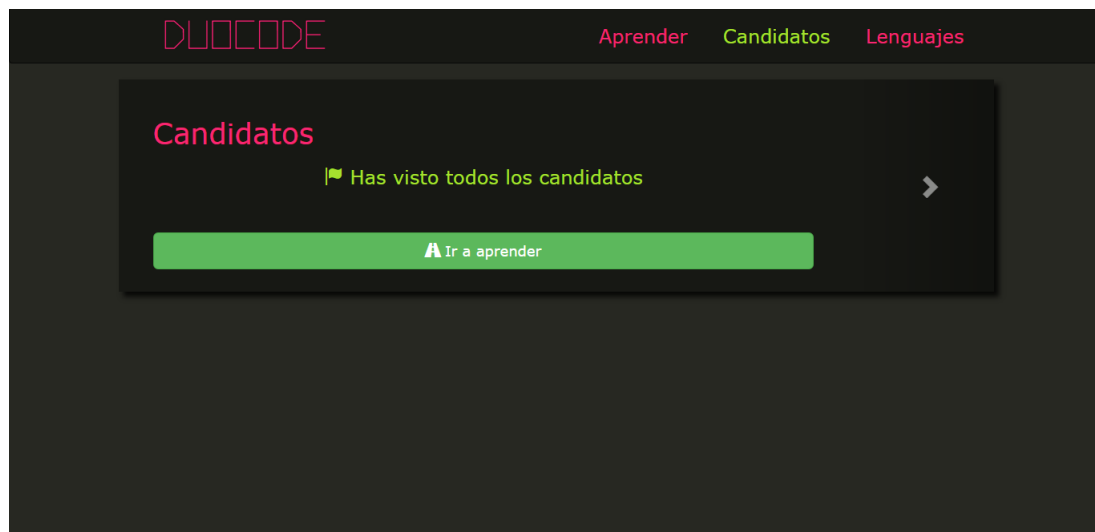 DUOCODE Aprender Candidatos Lenguajes
Candidatos
Has visto todos los candidatos
Ir a aprender